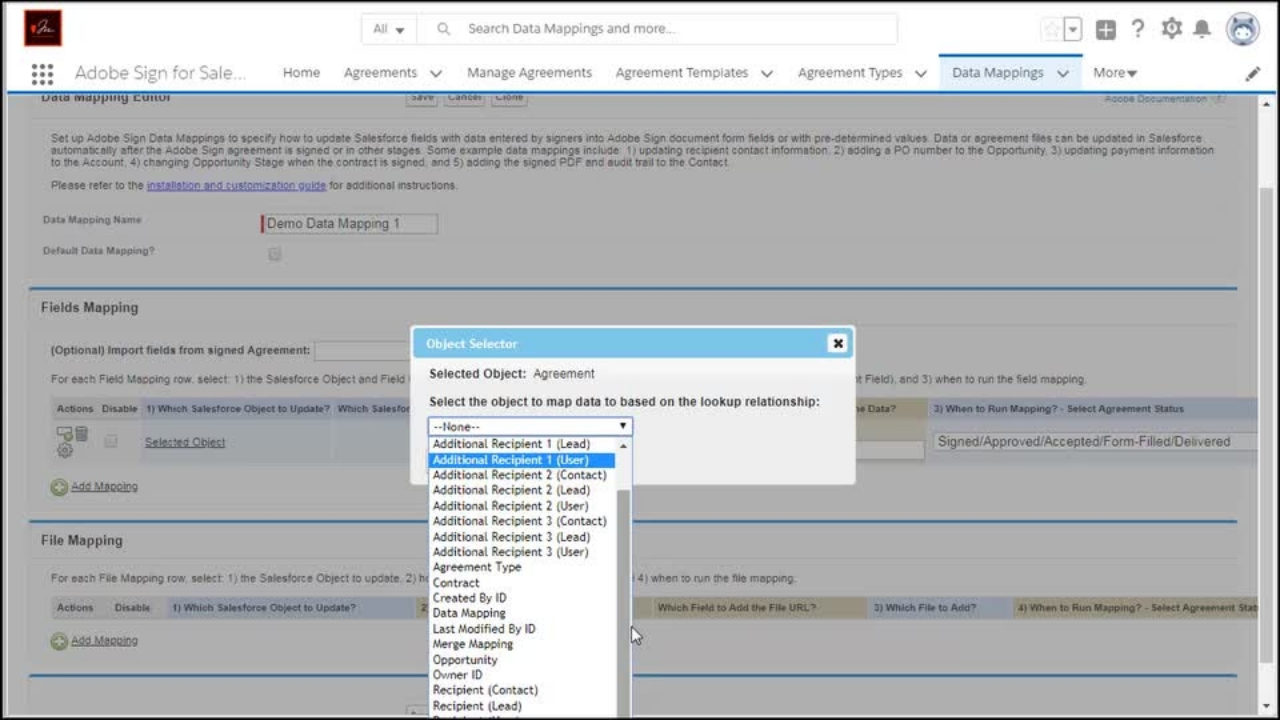 All
Search Data Mappings and more...
Adobe Sign for Sale...
Home
Agreements
Manage Agreements
Agreement Templates
Agreement Types
Data Mappings
More
Data Mapping Editor
Save
Cancel
Clone
Adobe Documentation
Set up Adobe Sign Data Mappings to specify how to update Salesforce fields with data entered by signers into Adobe Sign document form fields or with pre-determined values. Data or agreement files can be updated in Salesforce
automatically after the Adobe Sign agreement is signed or in other stages. Some example data mappings include: 1) updating recipient contact information, 2) adding a PO number to the Opportunity, 3) updating payment information
to the Account, 4) changing Opportunity Stage when the contract is signed, and 5) adding the signed PDF and audit trail to the Contact.
Please refer to the installation and customization guide for additional instructions.
Data Mapping Name
Demo Data Mapping 1
Default Data Mapping?
Fields Mapping
(Optional) Import fields from signed Agreement:
For each Field Mapping row, select: 1) the Salesforce Object and Field
t Field), and 3) when to run the field mapping.
Actions
Disable
1) Which Salesforce Object to Update?
Which Salesfor
e Data?
3) When to Run Mapping? - Select Agreement Status
Selected Object
Signed/Approved/Accepted/Form-Filled/Delivered
Add Mapping
Object Selector
Selected Object: Agreement
Select the object to map data to based on the lookup relationship:
--None--
Additional Recipient 1 (Lead)
Additional Recipient 1 (User)
Additional Recipient 2 (Contact)
Additional Recipient 2 (Lead)
Additional Recipient 2 (User)
Additional Recipient 3 (Contact)
Additional Recipient 3 (Lead)
Additional Recipient 3 (User)
Agreement Type
Contract
Created By ID
Data Mapping
Last Modified By ID
Merge Mapping
Opportunity
Owner ID
Recipient (Contact)
Recipient (Lead)
File Mapping
For each File Mapping row, select: 1) the Salesforce Object to update, 2) h
4) when to run the file mapping.
Actions
Disable
1) Which Salesforce Object to Update?
2)
Which Field to Add the File URL?
3) Which File to Add?
4) When to Run Mapping? - Select Agreement Stat
Add Mapping